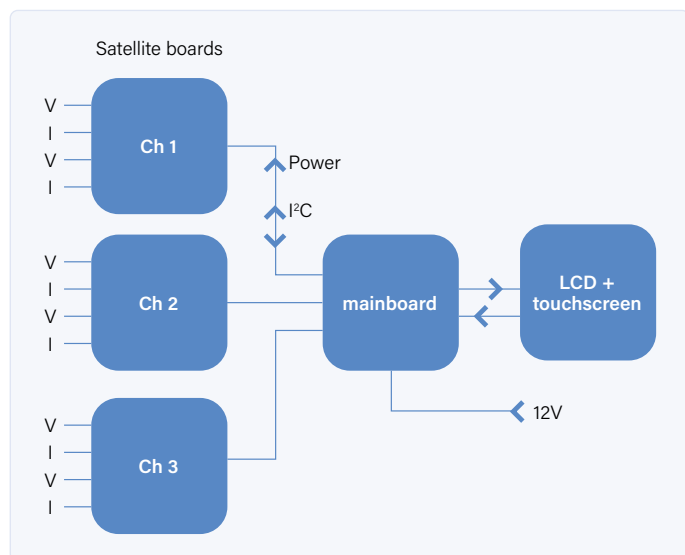 Satellite boards
V
I
V
I
Ch 1
Power
I²C
V
I
V
I
Ch 2
mainboard
LCD +
touchscreen
12V
V
I
V
I
Ch 3